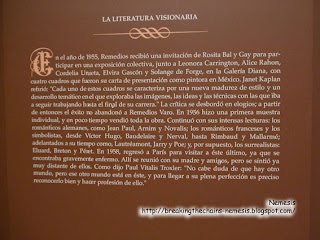 LA LITERATURA VISIONARIA
En el año de 1955, Remedios recibió una invitación de Rosita Bal y Gay para par-
ticipar en una exposición colectiva, junto a Leonora Carrington, Alice Rahon,
Cordelia Urueta, Elvira Gascón y Solange de Forge, en la Galería Diana, con
cuatro cuadros que fueron su carta de presentación como pintora en México. Janet Kaplan
refirió: "Cada uno de estos cuadros se caracteriza por una nueva madurez de estilo y un
desarrollo temático en el que exploraba las imágenes, las ideas y las técnicas con las que iba
a seguir trabajando hasta el final de su carrera." La crítica se desbordó en elogios; a partir
de entonces el éxito no abandonó a Remedios Varo. En 1956 hizo una primera muestra
individual, y en poco tiempo vendió toda la obra. Continuó con sus intensas lecturas: los
románticos alemanes, como Jean Paul, Arnim y Novalis; los románticos franceses y los
simbolistas, desde Victor Hugo, Baudelaire y Nerval, hasta Rimbaud y Mallarmé;
adelantados a su tiempo como, Lautréamont, Jarry y Poe; y, por supuesto, los surrealistas:
Eluard, Breton y Péret. En 1958, regresó a París para visitar a éste último, ya que se
encontraba gravemente enfermo. Allí se reunió con su madre y amigos, pero se sintió ya
muy distante de ellos. Como dijo Paul Vitalis Troxler: "No cabe duda de que hay otro
mundo, pero ese otro mundo está en éste, y para llegar a su plena perfección es preciso
reconocerlo bien y hacer profesión de ello."
Nemesis
http://breakingthechains-nemesis.blogspot.com/